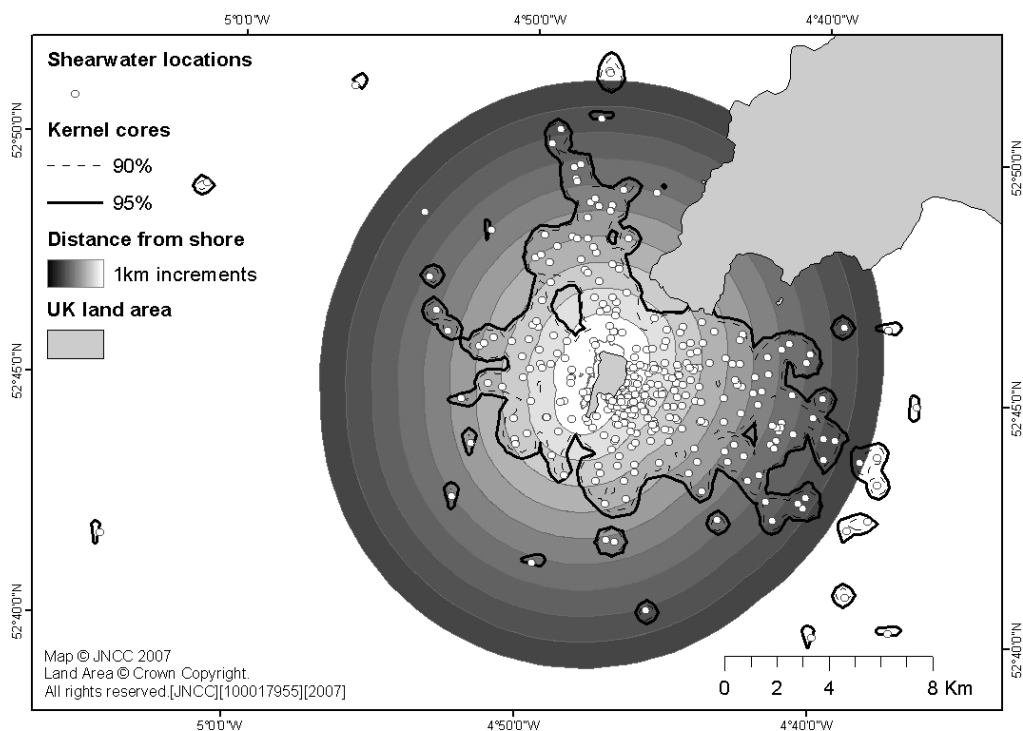 5°0'0"W 4°50'0"W 4°40'0"W
Shearwater locations
Kernel cores
90%
95%
Distance from shore
1km increments
UK land area
52°50'0"N
52°45'0"N
52°40'0"N
52°50'0"N
52°45'0"N
52°40'0"N
Map © JNCC 2007
Land Area © Crown Copyright.
All rights reserved.[JNCC][100017955][2007]
0 2 4 8 Km
5°0'0"W 4°50'0"W 4°40'0"W